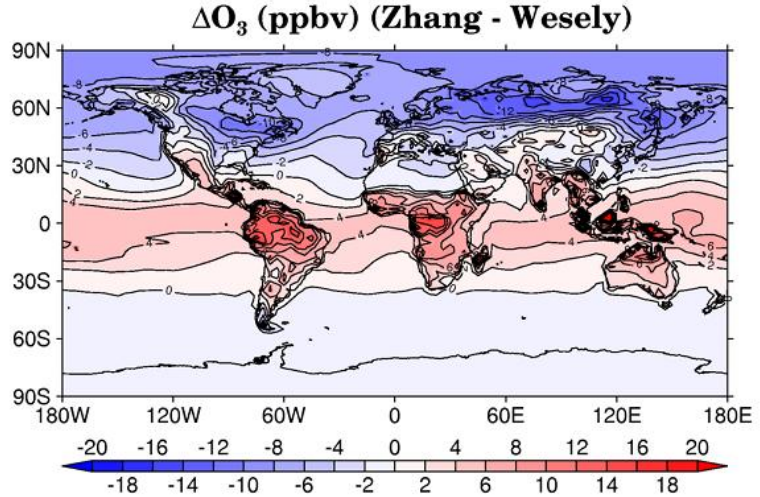 ΔO₃ (ppbv) (Zhang - Wesely)
90N
60N
30N
0
30S
60S
90S
180W 120W 60W 0 60E 120E 180E
-20 -16 -12 -8 -4 0 4 8 12 16 20
-18 -14 -10 -6 -2 2 6 10 14 18